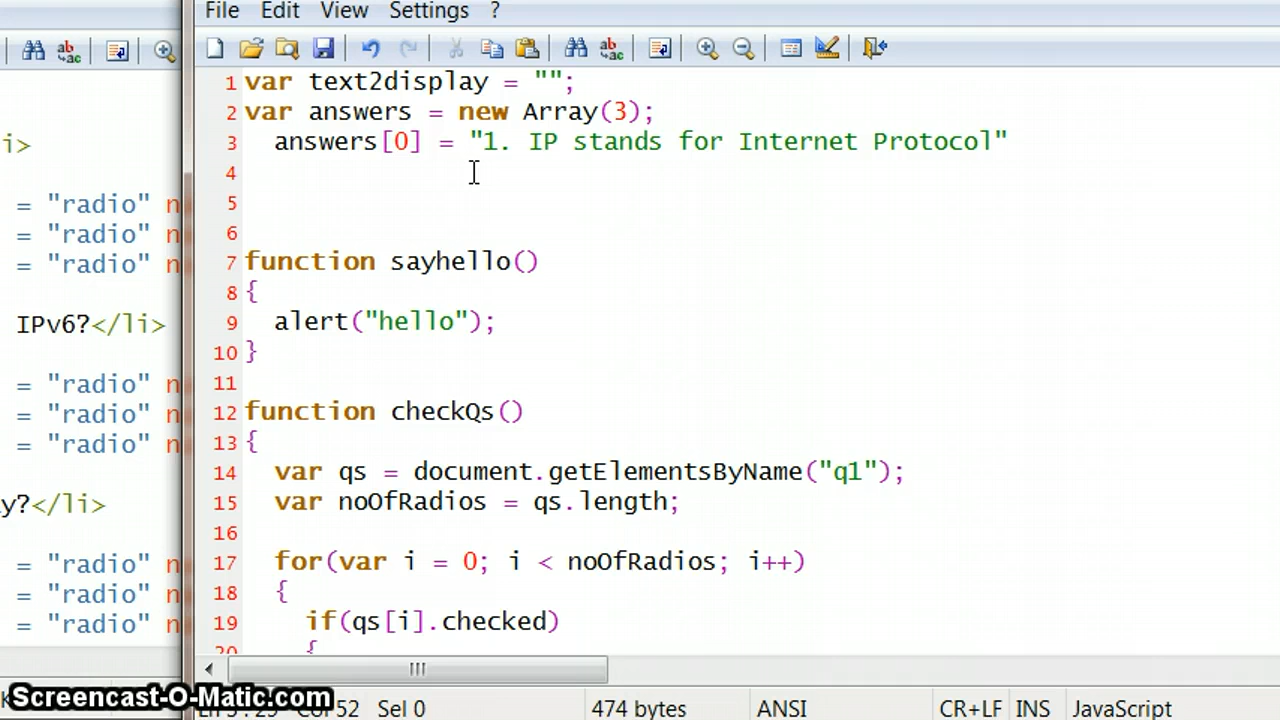 File Edit View Settings ?
i>
= "radio" n
= "radio" n
= "radio" n
IPv6?</li>
= "radio" n
= "radio" n
= "radio" n
y?</li>
= "radio" n
= "radio" n
= "radio" n
1 var text2display = "";
2 var answers = new Array(3);
3 answers[0] = "1. IP stands for Internet Protocol"
4
5
6
7 function sayhello()
8 {
9 alert("hello");
10 }
11
12 function checkQs()
13 {
14 var qs = document.getElementsByName("q1");
15 var noOfRadios = qs.length;
16
17 for(var i = 0; i < noOfRadios; i++)
18 {
19 if(qs[i].checked)
20 {
Screencast-O-Matic.com
52 Sel 0 474 bytes ANSI CR+LF INS JavaScript